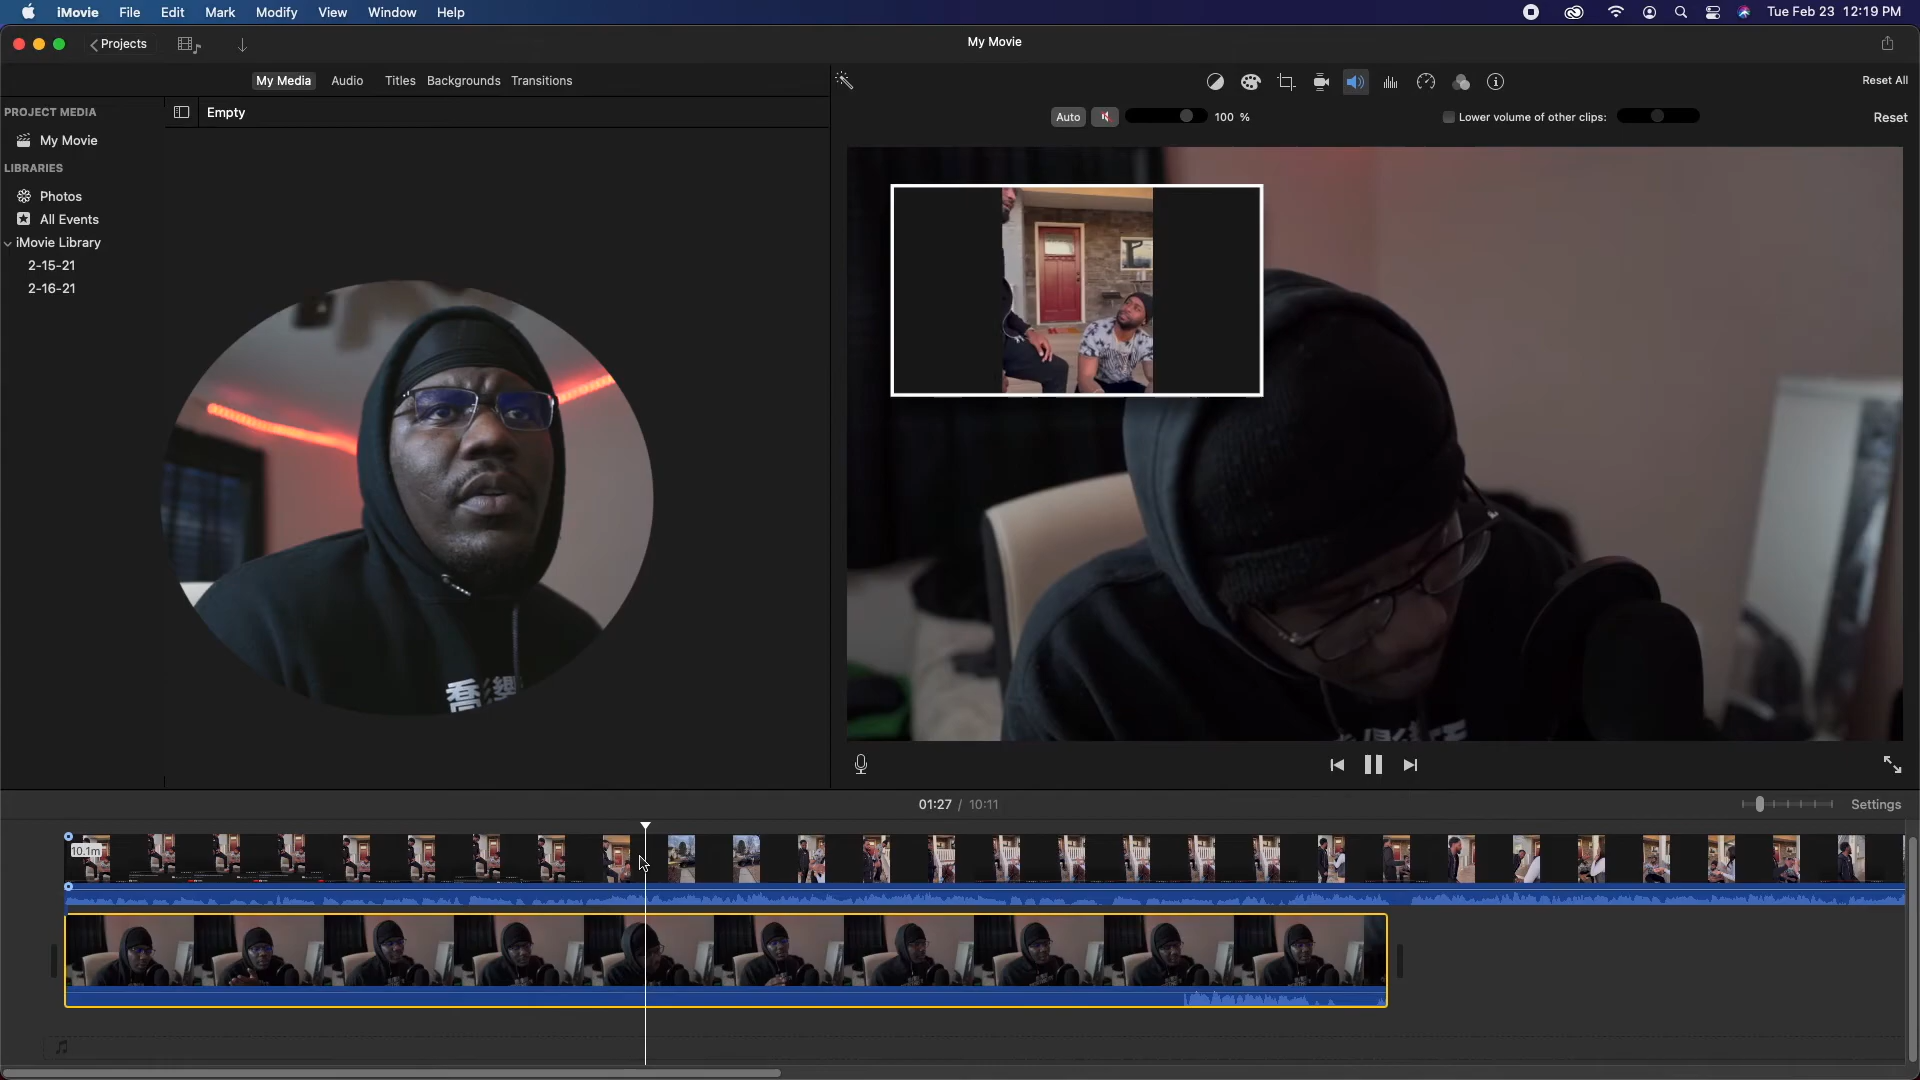 iMovie File Edit Mark Modify View Window Help Tue Feb 23 12:19 PM
Projects My Movie
My Media Audio Titles Backgrounds Transitions Reset All
PROJECT MEDIA
Empty
Auto 100 % Lower volume of other clips: Reset
My Movie
LIBRARIES
Photos
All Events
iMovie Library
2-15-21
2-16-21
01:27 / 10:11 Settings
10.1m